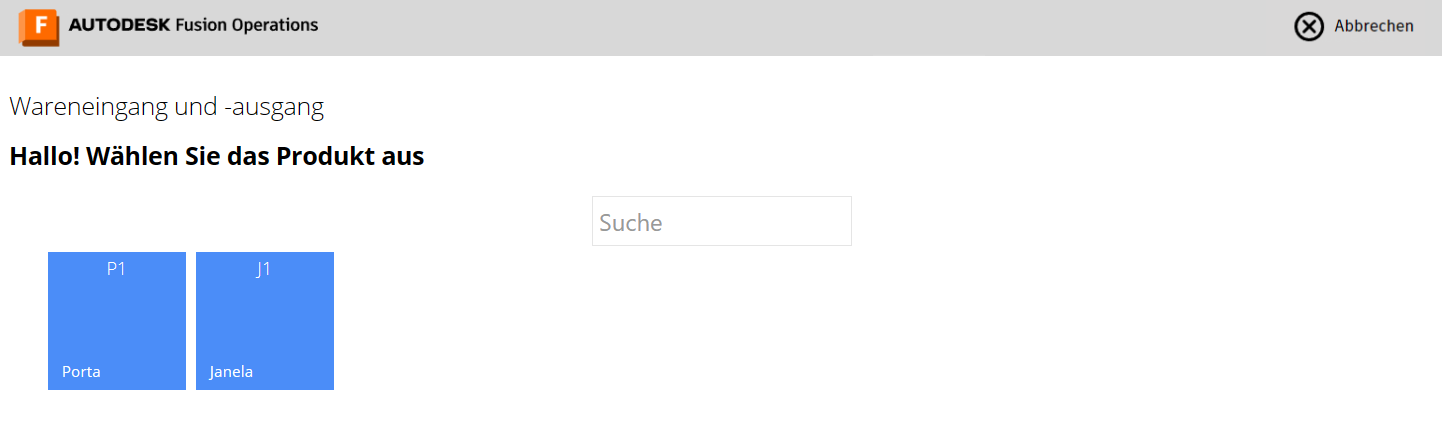 F AUTODESK Fusion Operations
Abbrechen
Wareneingang und -ausgang
Hallo! Wählen Sie das Produkt aus
Suche
P1
J1
Porta
Janela